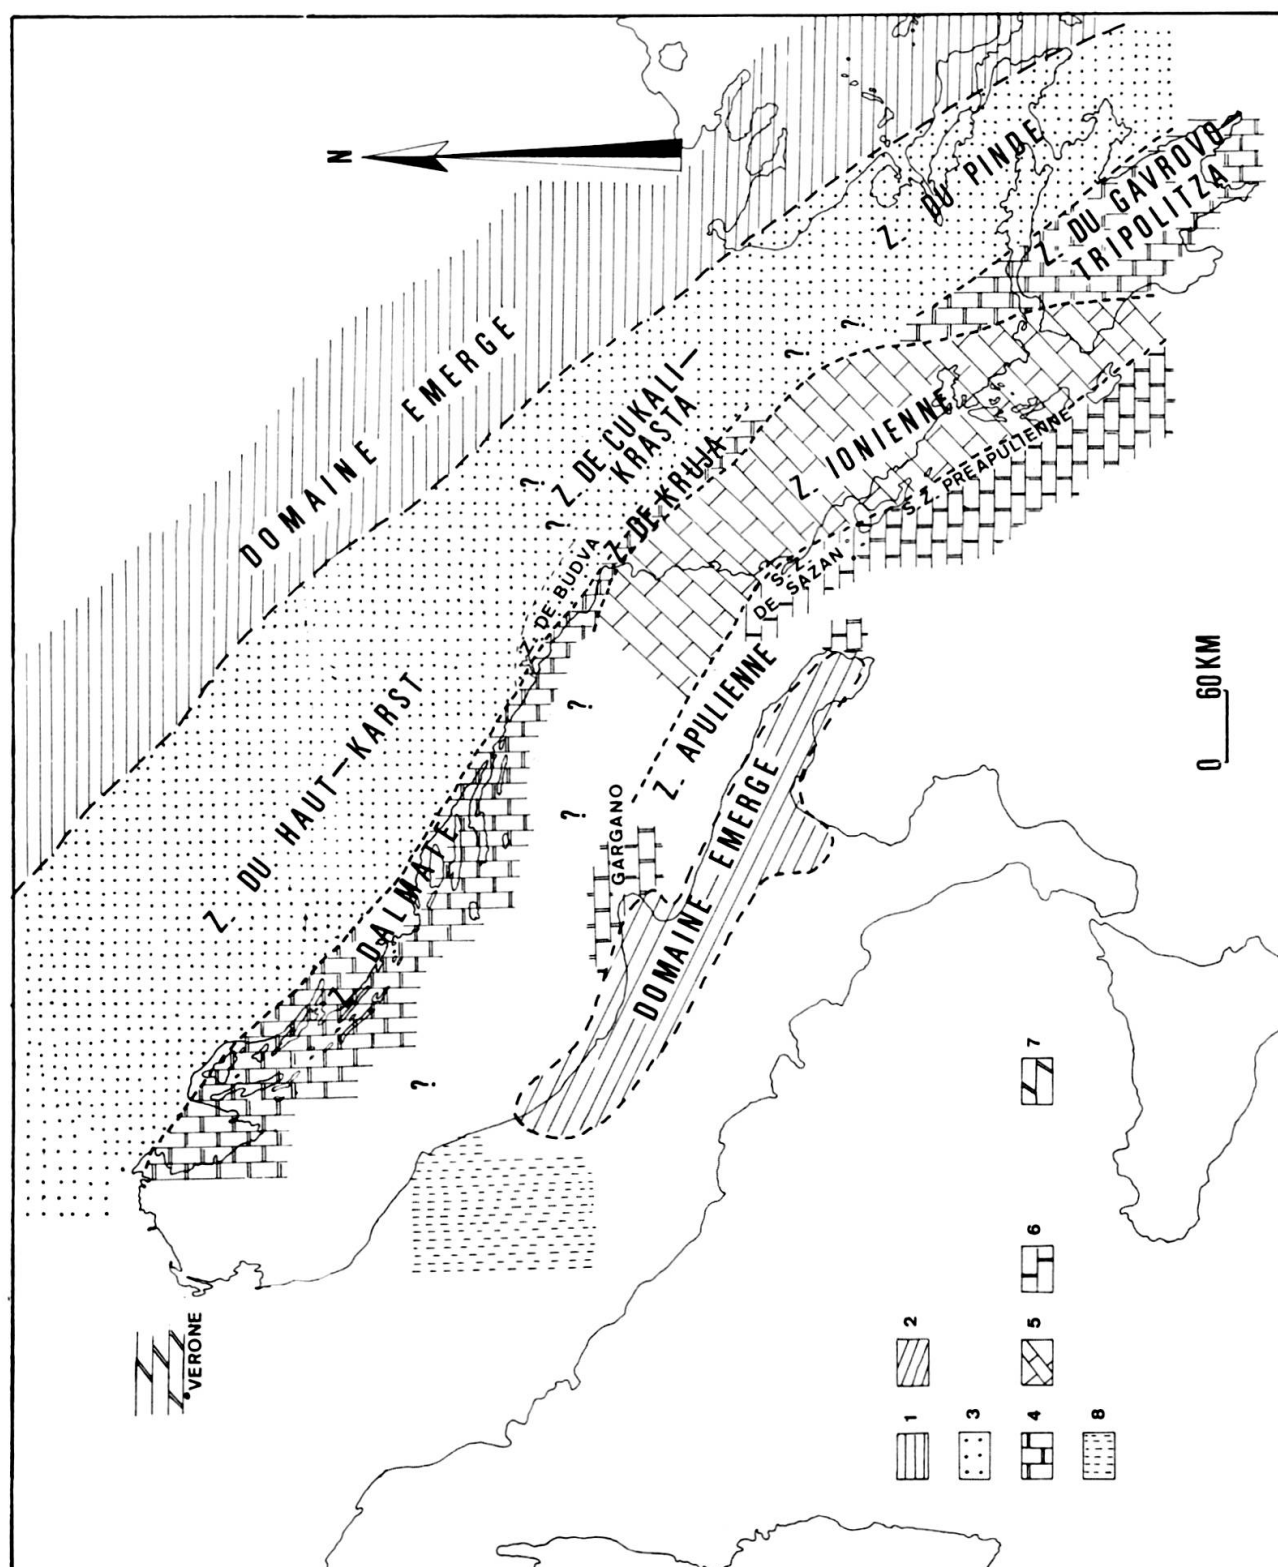 N
DOMAINE EMERGE
Z. DU HAUT—KARST
Z. DALMATE
Z. DE BUDVA
Z. DE CUKALI—
KRASTA
Z. DE KRUJA
Z. DU PINDE
Z. DU GAVROVO
TRIPOLITZA
Z. IONIENNE
S. Z. PREAPULIENNE
S. Z.
DE SAZAN
Z. APULIENNE
GARGANO
DOMAINE EMERGE
VERONE
?
?
?
?
?
?
?
0 60 KM
1
2
3
4
5
6
7
8